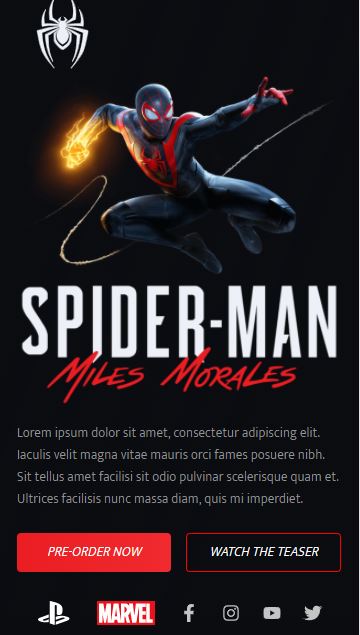 SPIDER-MAN
MILES MORALES
Lorem ipsum dolor sit amet, consectetur adipiscing elit.
Iaculis velit magna vitae mauris orci fames posuere nibh.
Sit tellus amet facilisi sit odio pulvinar scelerisque quam et.
Ultrices facilisis nunc massa diam, quis mi imperdiet.
PRE-ORDER NOW
WATCH THE TEASER
MARVEL